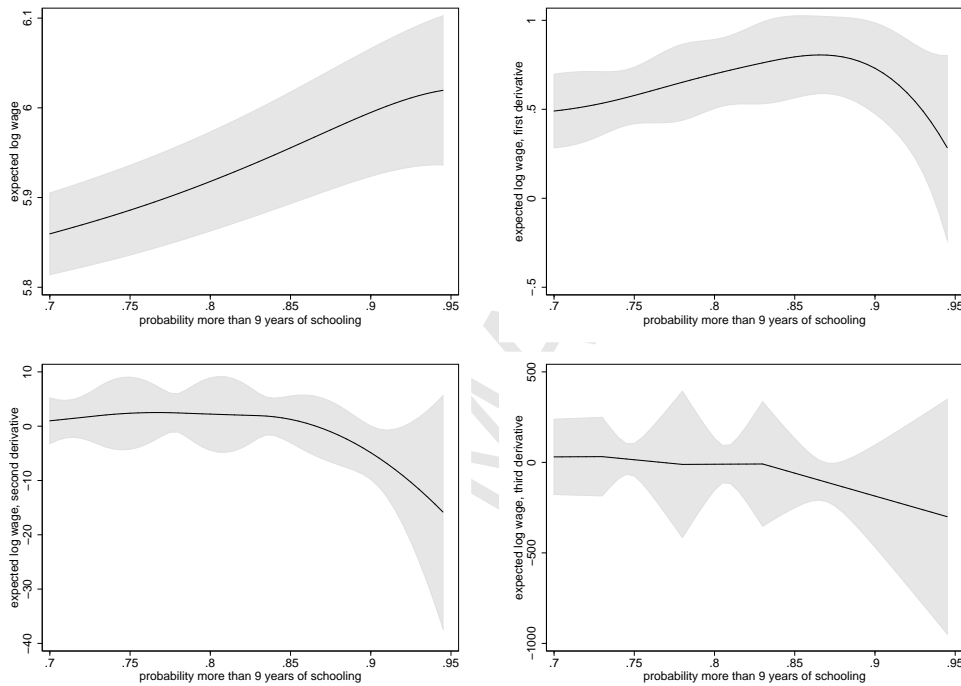 expected log wage
6.1
6
5.9
5.8
.7 .75 .8 .85 .9 .95
probability more than 9 years of schooling
expected log wage, first derivative
1
.5
0
-.5
.7 .75 .8 .85 .9 .95
probability more than 9 years of schooling
expected log wage, second derivative
10
0
-10
-20
-30
-40
.7 .75 .8 .85 .9 .95
probability more than 9 years of schooling
expected log wage, third derivative
500
0
-500
-1000
.7 .75 .8 .85 .9 .95
probability more than 9 years of schooling